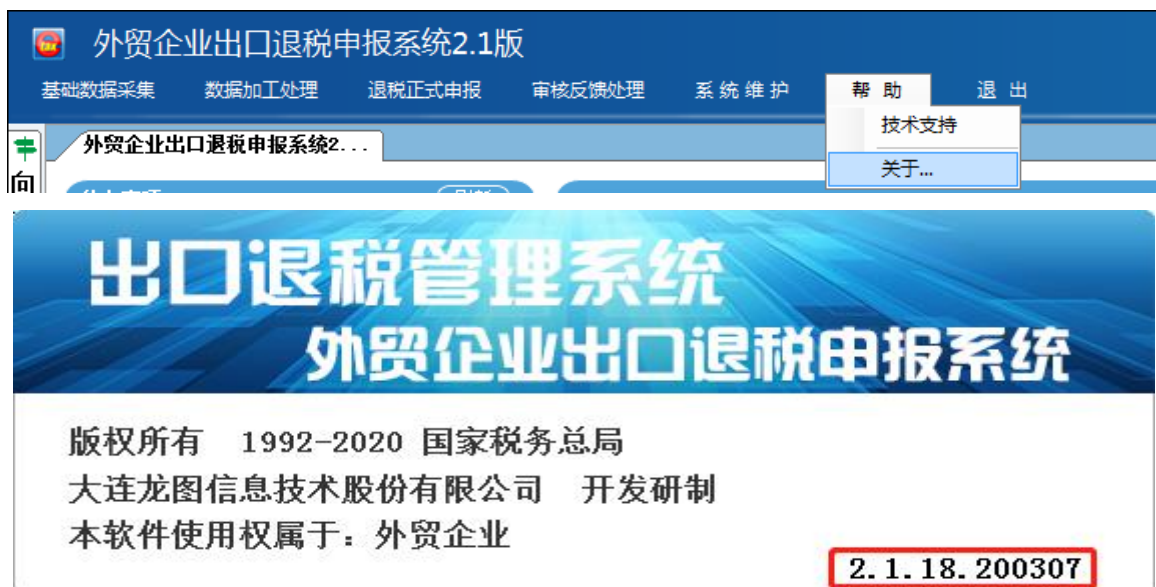 外贸企业出口退税申报系统2.1版
基础数据采集 数据加工处理 退税正式申报 审核反馈处理 系统维护 帮助 退出
技术支持
外贸企业出口退税申报系统2...
关于...
向
出口退税管理系统
外贸企业出口退税申报系统
版权所有 1992-2020 国家税务总局
大连龙图信息技术股份有限公司 开发研制
本软件使用权属于：外贸企业
2.1.18.200307